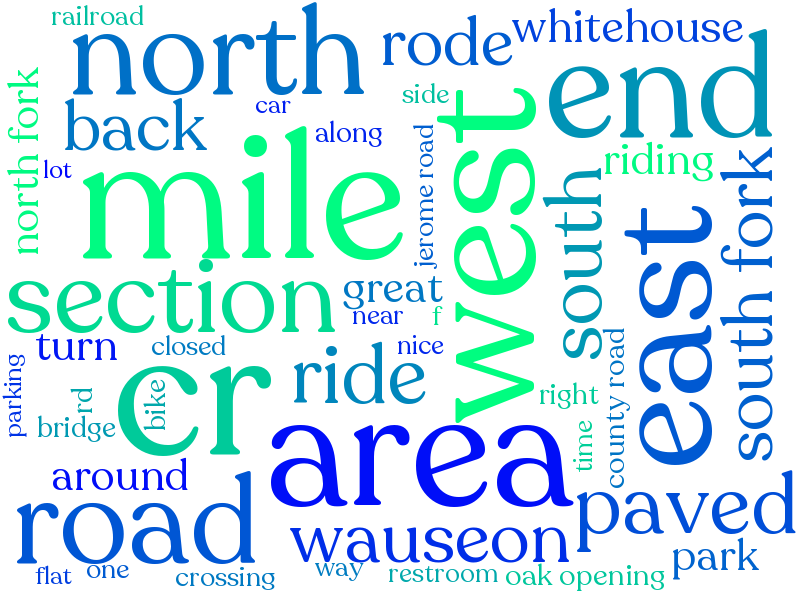 railroad
north
rode
whitehouse
end
back
car
side
along
north fork
lot
mile
jerome road
west
riding
south
east
south fork
section
great
near
f
turn
closed
nice
parking
cr
ride
right
county road
rd
bike
bridge
time
area
around
road
wauseon
paved
park
flat
one
crossing
way
restroom
oak opening